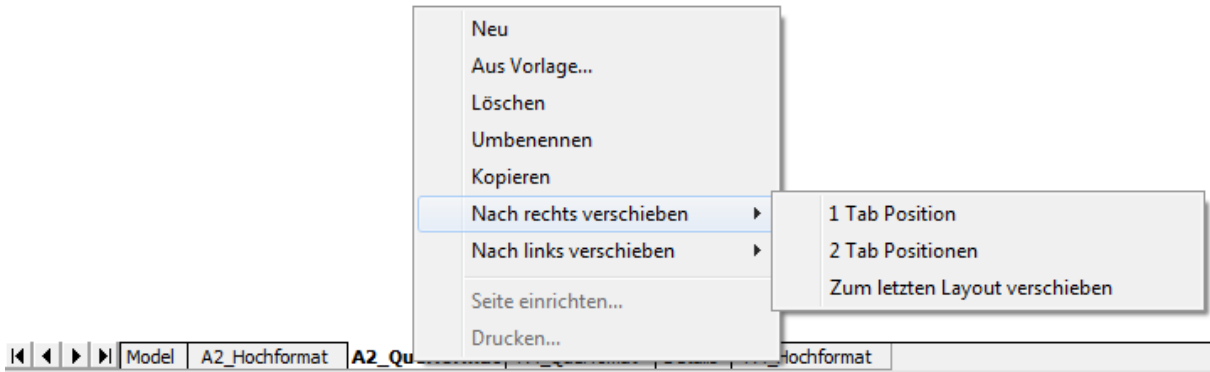 Neu
Aus Vorlage...
Löschen
Umbenennen
Kopieren
Nach rechts verschieben
1 Tab Position
Nach links verschieben
2 Tab Positionen
Zum letzten Layout verschieben
Seite einrichten...
Drucken...
Model A2_Hochformat